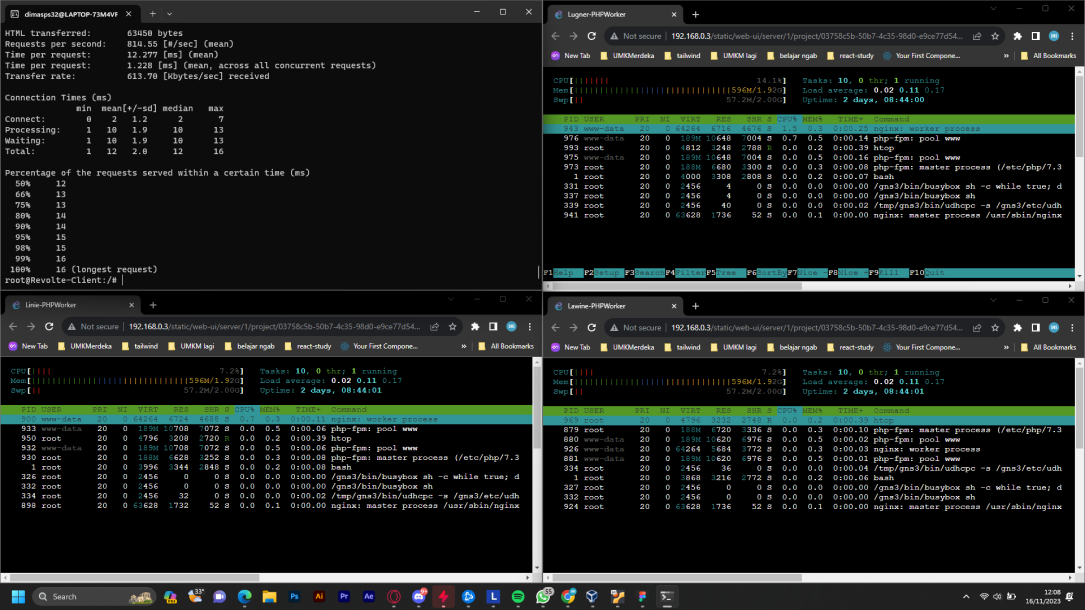 dimasps32@LAPTOP-73M4VF
HTML transferred: 63450 bytes
Requests per second: 814.55 [#/sec] (mean)
Time per request: 12.277 [ms] (mean)
Time per request: 1.228 [ms] (mean, across all concurrent requests)
Transfer rate: 613.70 [Kbytes/sec] received
Connection Times (ms)
min mean[+/-sd] median max
Connect: 0 2 1.2 2 7
Processing: 1 10 1.9 10 13
Waiting: 1 10 1.9 10 13
Total: 1 12 2.0 12 16
Percentage of the requests served within a certain time (ms)
50% 12
66% 13
75% 13
80% 14
90% 14
95% 15
98% 15
99% 16
100% 16 (longest request)
root@Revolte-Client:/#
Lugner-PHPWorker
Not secure 192.168.0.3/static/web-ui/server/1/project/03758c5b-50b7-4c35-98d0-e9ce77d54...
New Tab UMKMerdeka tailwind UMKM lagi belajar ngab react-study Your First Compone... » All Bookmarks
CPU[||||||| 14.1%] Tasks: 10, 0 thr; 1 running
Mem[ 596M/1.92G] Load average: 0.02 0.11 0.17
Swp[|| 57.2M/2.00G] Uptime: 2 days, 08:44:00
PID USER PRI NI VIRT RES SHR S CPU% MEM% TIME+ Command
943 www-data 20 0 64264 6716 4676 S 1.5 0.3 0:00.25 nginx: worker process
976 www-data 20 0 189M 10648 7004 S 0.7 0.5 0:00.14 php-fpm: pool www
993 root 20 0 4812 3248 2788 R 0.0 0.2 0:00.39 htop
975 www-data 20 0 189M 10648 7004 S 0.0 0.5 0:00.16 php-fpm: pool www
973 root 20 0 188M 6680 3300 S 0.0 0.3 0:00.08 php-fpm: master process (/etc/php/7.3
1 root 20 0 4000 3308 2808 S 0.0 0.2 0:00.07 bash
331 root 20 0 2456 4 0 S 0.0 0.0 0:00.00 /gns3/bin/busybox sh -c while true; d
337 root 20 0 2456 4 0 S 0.0 0.0 0:00.00 /gns3/bin/busybox sh
339 root 20 0 2456 40 0 S 0.0 0.0 0:00.02 /tmp/gns3/bin/udhcpc -s /gns3/etc/udh
941 root 20 0 63628 1736 52 S 0.0 0.1 0:00.00 nginx: master process /usr/sbin/nginx
F1Help F2Setup F3Search F4Filter F5Tree F6SortBy F7Nice - F8Nice + F9Kill F10Quit
Linie-PHPWorker
Not secure 192.168.0.3/static/web-ui/server/1/project/03758c5b-50b7-4c35-98d0-e9ce77d54...
New Tab UMKMerdeka tailwind UMKM lagi belajar ngab react-study Your First Compone... » All Bookmarks
CPU[|||| 7.2%] Tasks: 10, 0 thr; 1 running
Mem[ 596M/1.92G] Load average: 0.02 0.11 0.17
Swp[|| 57.2M/2.00G] Uptime: 2 days, 08:44:01
PID USER PRI NI VIRT RES SHR S CPU% MEM% TIME+ Command
900 www-data 20 0 64264 6724 4688 S 0.7 0.3 0:00.11 nginx: worker process
933 www-data 20 0 189M 10708 7072 S 0.0 0.5 0:00.06 php-fpm: pool www
950 root 20 0 4796 3208 2720 R 0.0 0.2 0:00.39 htop
932 www-data 20 0 189M 10708 7072 S 0.0 0.5 0:00.06 php-fpm: pool www
930 root 20 0 188M 6628 3252 S 0.0 0.3 0:00.08 php-fpm: master process (/etc/php/7.3
1 root 20 0 3996 3344 2848 S 0.0 0.2 0:00.08 bash
326 root 20 0 2456 0 0 S 0.0 0.0 0:00.00 /gns3/bin/busybox sh -c while true; d
332 root 20 0 2456 0 0 S 0.0 0.0 0:00.00 /gns3/bin/busybox sh
334 root 20 0 2456 32 0 S 0.0 0.0 0:00.02 /tmp/gns3/bin/udhcpc -s /gns3/etc/udh
898 root 20 0 63628 1732 52 S 0.0 0.1 0:00.00 nginx: master process /usr/sbin/nginx
Lawine-PHPWorker
Not secure 192.168.0.3/static/web-ui/server/1/project/03758c5b-50b7-4c35-98d0-e9ce77d54...
New Tab UMKMerdeka tailwind UMKM lagi belajar ngab react-study Your First Compone... » All Bookmarks
CPU[|||| 7.2%] Tasks: 10, 0 thr; 1 running
Mem[ 596M/1.92G] Load average: 0.02 0.11 0.17
Swp[|| 57.2M/2.00G] Uptime: 2 days, 08:44:01
PID USER PRI NI VIRT RES SHR S CPU% MEM% TIME+ Command
969 root 20 0 4796 3232 2748 R 0.0 0.2 0:00.39 htop
879 root 20 0 188M 6720 3336 S 0.0 0.3 0:00.10 php-fpm: master process (/etc/php/7.3
880 www-data 20 0 189M 10620 6976 S 0.0 0.5 0:00.02 php-fpm: pool www
926 www-data 20 0 64264 5684 3772 S 0.0 0.3 0:00.03 nginx: worker process
881 www-data 20 0 189M 10620 6976 S 0.0 0.5 0:00.01 php-fpm: pool www
334 root 20 0 2456 36 0 S 0.0 0.0 0:00.04 /tmp/gns3/bin/udhcpc -s /gns3/etc/udh
1 root 20 0 3868 3216 2772 S 0.0 0.2 0:00.06 bash
327 root 20 0 2456 0 0 S 0.0 0.0 0:00.00 /gns3/bin/busybox sh -c while true; d
332 root 20 0 2456 0 0 S 0.0 0.0 0:00.00 /gns3/bin/busybox sh
924 root 20 0 63628 1736 52 S 0.0 0.1 0:00.00 nginx: master process /usr/sbin/nginx
Search
33°
12:08
16/11/2023